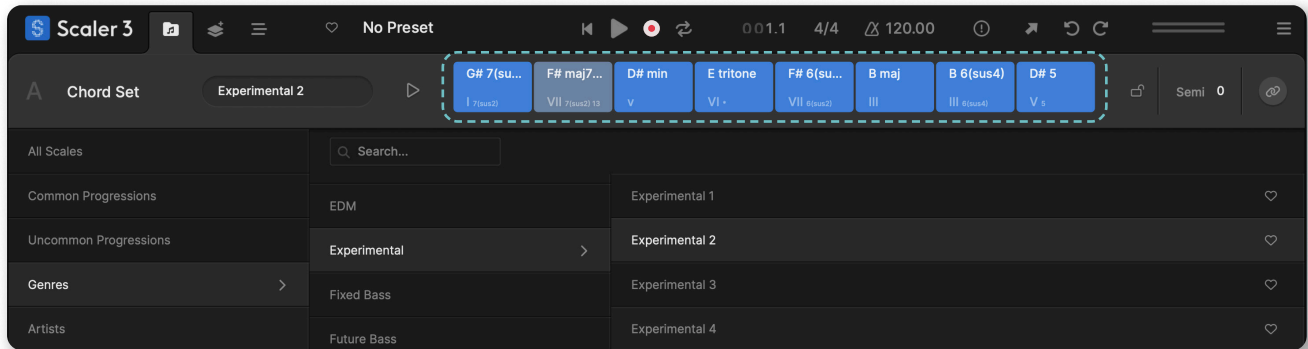 Scaler 3
No Preset
001.1 4/4 120.00
A Chord Set Experimental 2
G# 7(su... F# maj7... D# min E tritone F# 6(su... B maj B 6(sus4) D# 5
I 7(sus2) VII 7(sus2) 13 v VI + VII 6(sus2) III III 6(sus4) V 5
Semi 0
All Scales
Common Progressions
Uncommon Progressions
Genres
Artists
Search...
EDM
Experimental
Fixed Bass
Future Bass
Experimental 1
Experimental 2
Experimental 3
Experimental 4